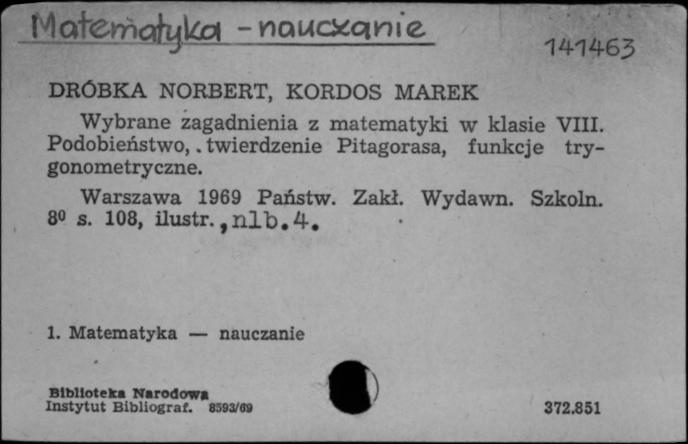 Matematyka - nauczanie
141463
DRÓBKA NORBERT, KORDOS MAREK
Wybrane zagadnienia z matematyki w klasie VIII.
Podobieństwo, twierdzenie Pitagorasa, funkcje try-
gonometryczne.
Warszawa 1969 Państw. Zakł. Wydawn. Szkoln.
8⁰ s. 108, ilustr., nlb. 4.
1. Matematyka — nauczanie
Biblioteka Narodowa
Instytut Bibliograf. 8593/69
372.851